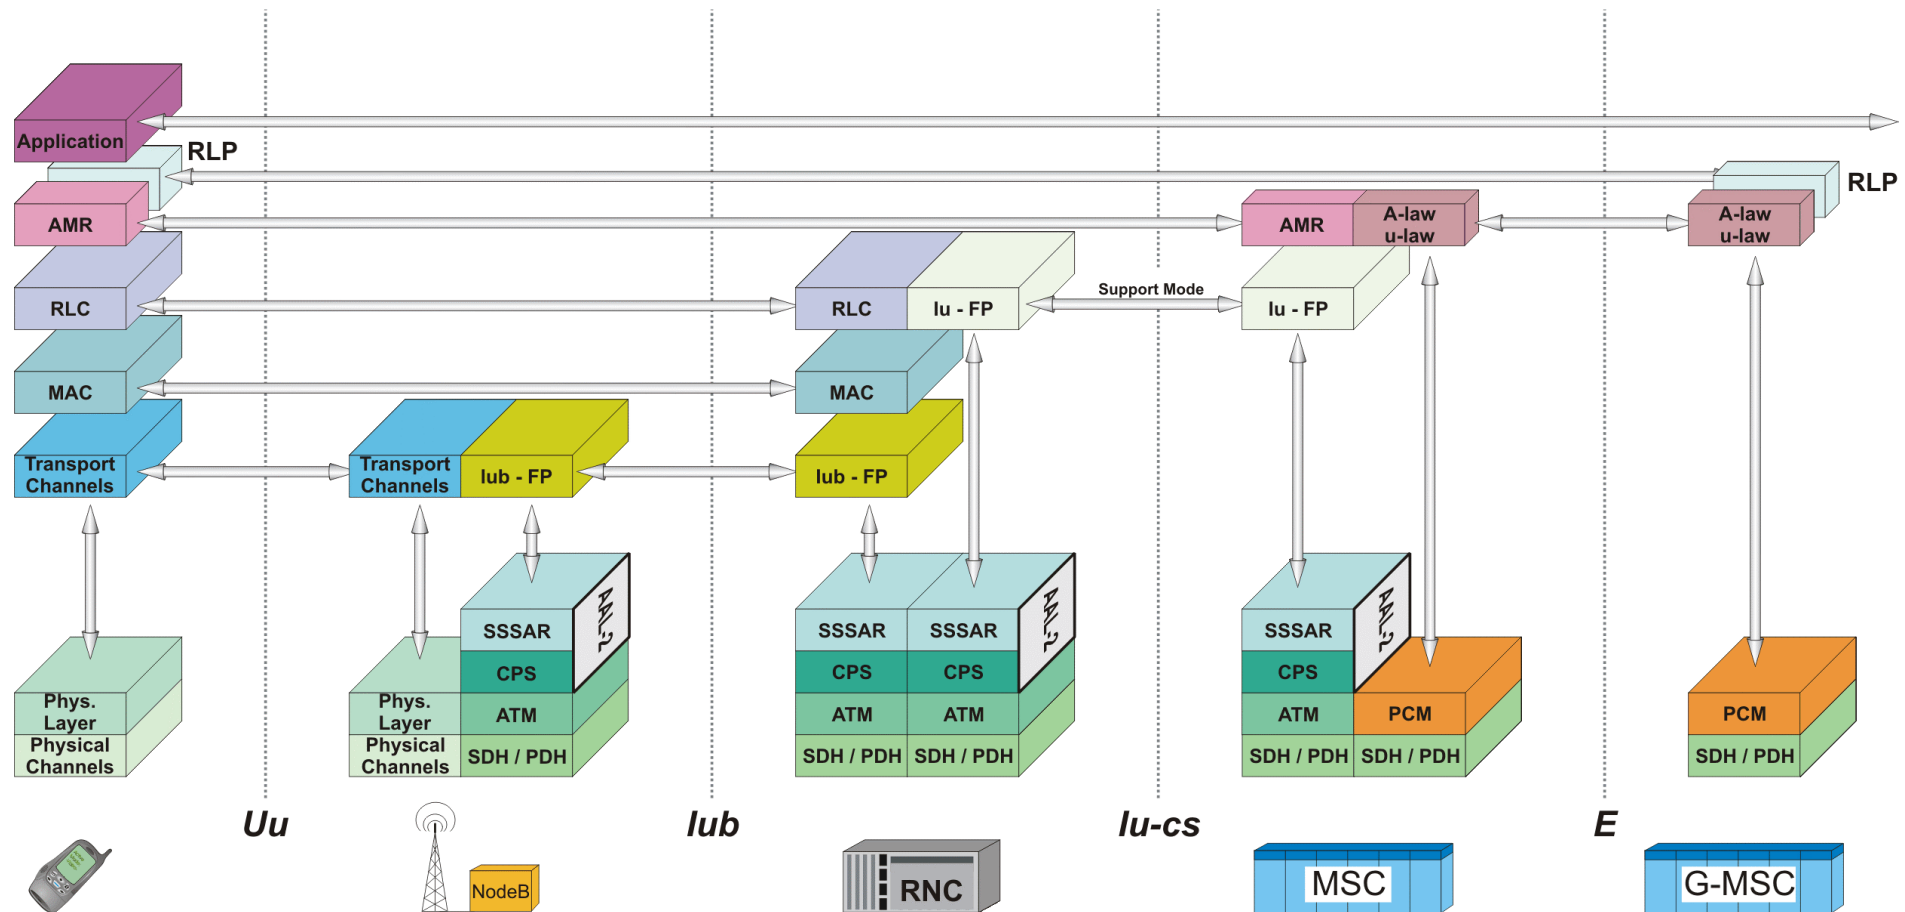 Application
RLP
RLP
AMR
AMR
A-law
u-law
A-law
u-law
RLC
RLC
Iu - FP
Support Mode
Iu - FP
MAC
MAC
Transport
Channels
Transport
Channels
Iub - FP
Iub - FP
AAL-2
AAL-2
AAL-2
SSSAR
SSSAR
SSSAR
SSSAR
CPS
CPS
CPS
CPS
Phys.
Layer
Phys.
Layer
ATM
ATM
ATM
ATM
PCM
PCM
Physical
Channels
Physical
Channels
SDH / PDH
SDH / PDH
SDH / PDH
SDH / PDH
SDH / PDH
SDH / PDH
Uu
Iub
Iu-cs
E
NodeB
RNC
MSC
G-MSC